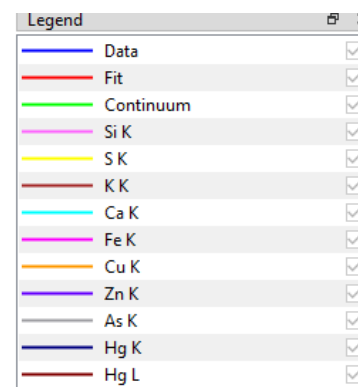 Legend
Data
Fit
Continuum
Si K
S K
K K
Ca K
Fe K
Cu K
Zn K
As K
Hg K
Hg L